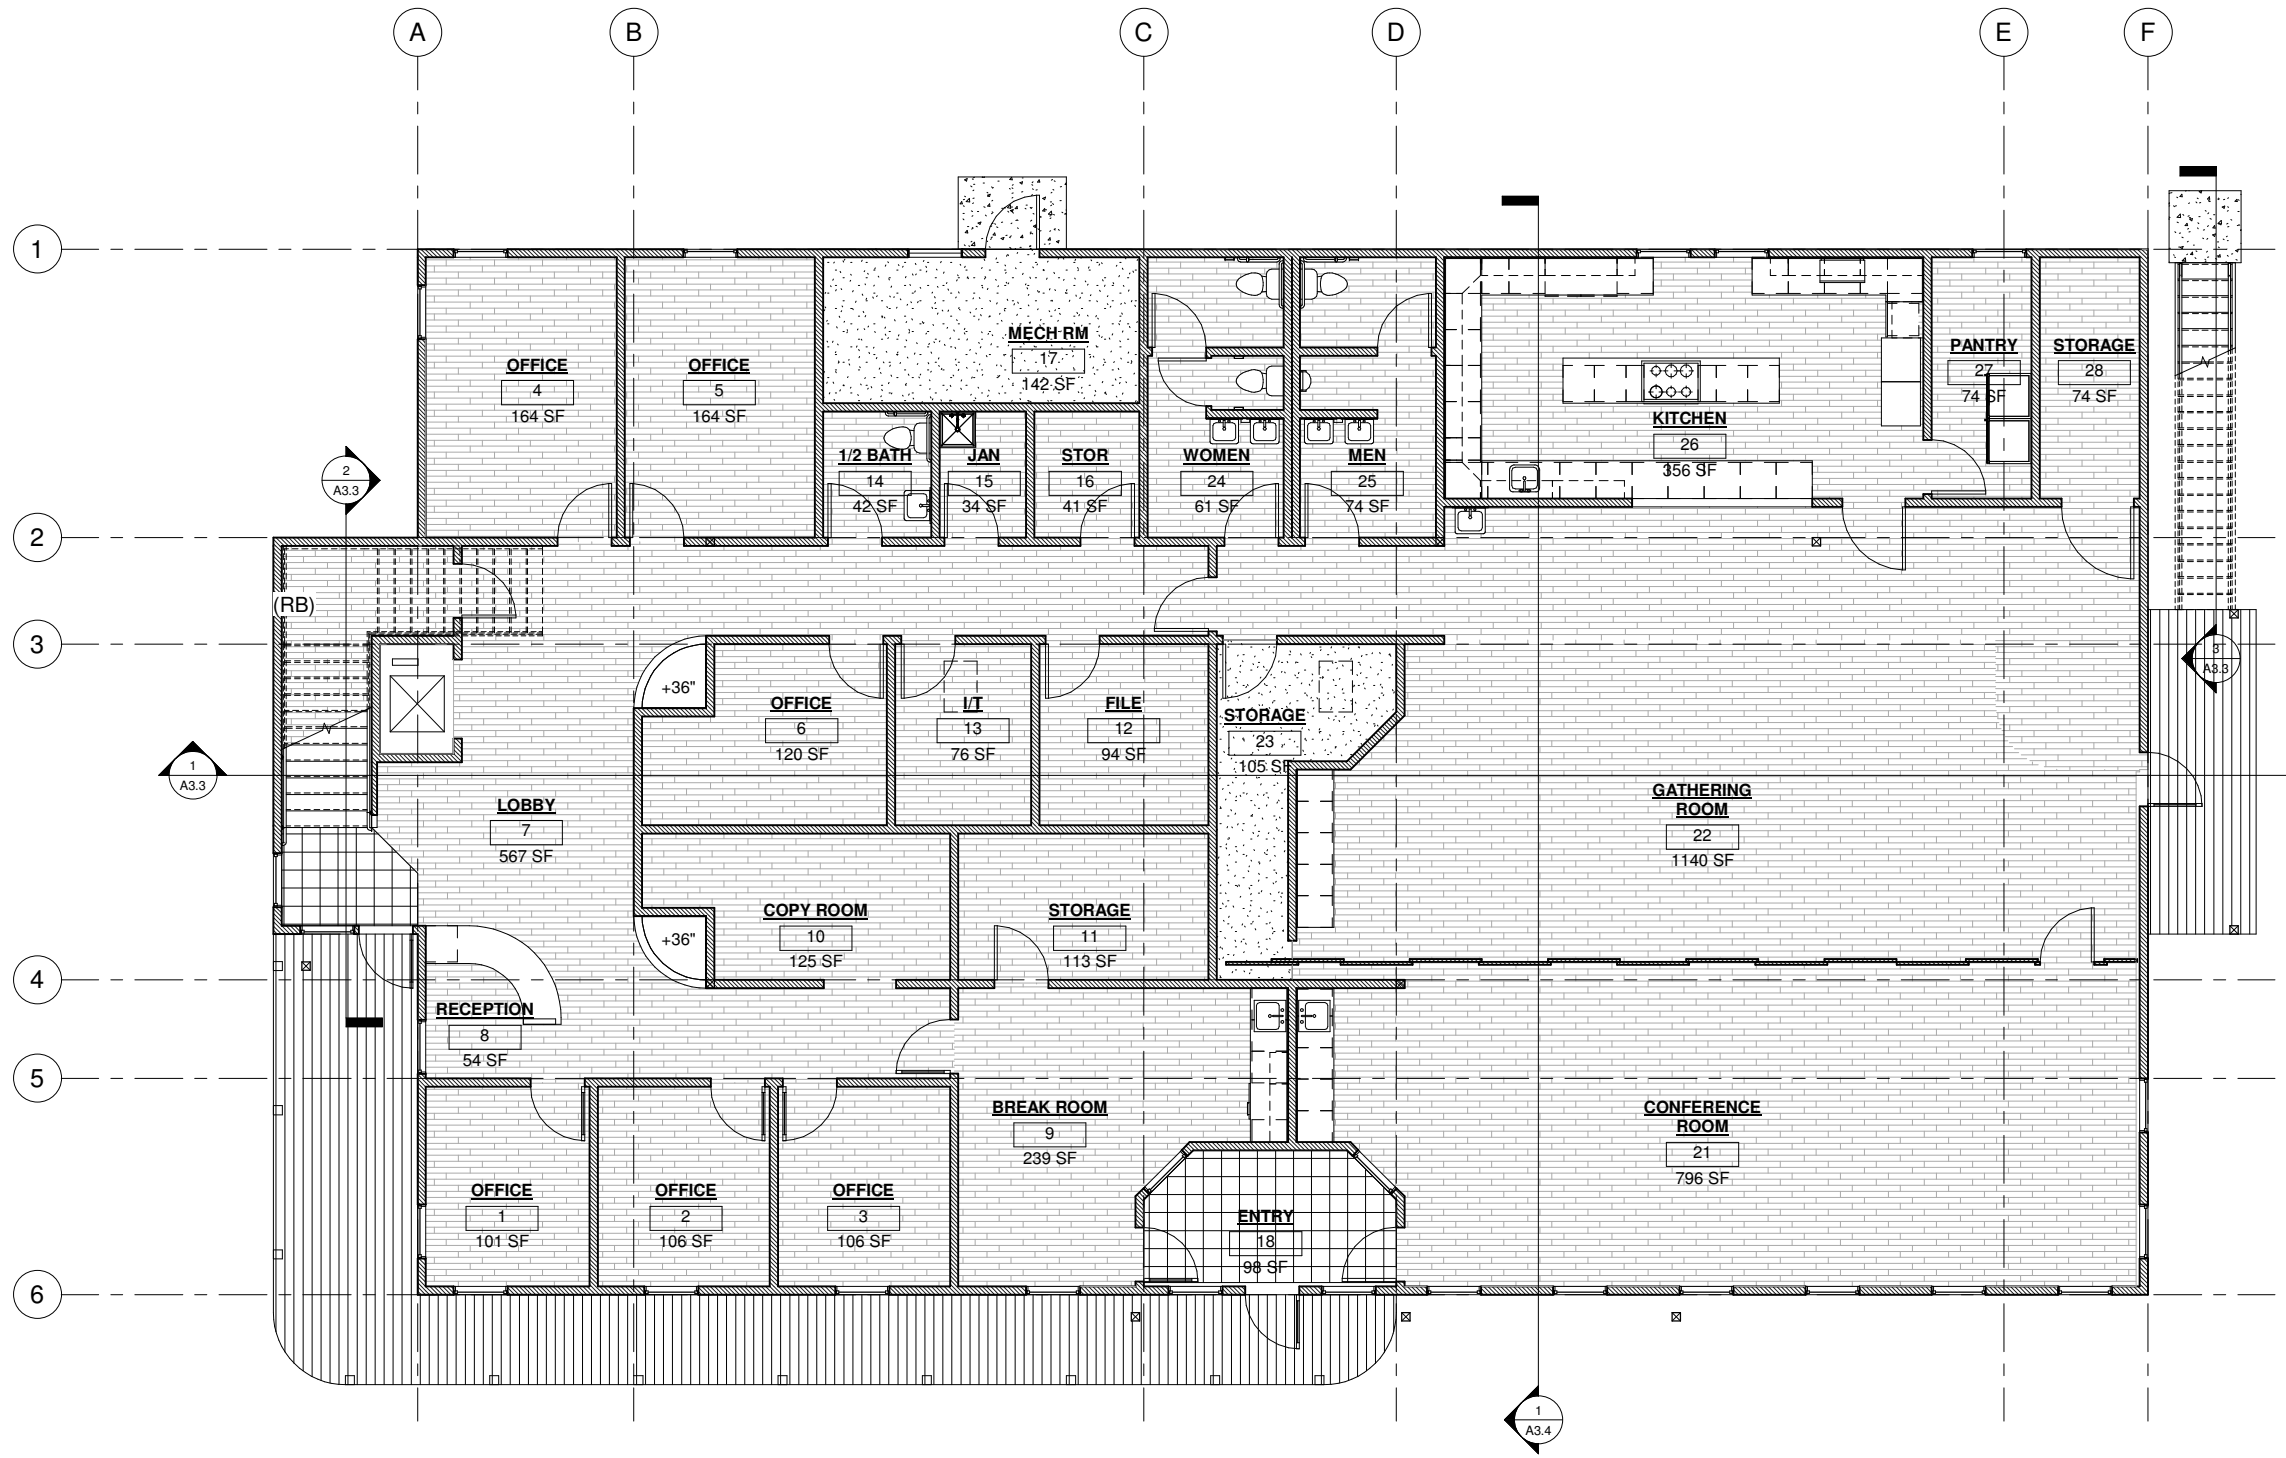 A
B
C
D
E
F
1
2
3
4
5
6
OFFICE
4
164 SF
OFFICE
5
164 SF
MECH RM
17
142 SF
1/2 BATH
14
42 SF
JAN
15
34 SF
STOR
16
41 SF
WOMEN
24
61 SF
MEN
25
74 SF
KITCHEN
26
356 SF
PANTRY
27
74 SF
STORAGE
28
74 SF
2
A3.3
(RB)
3
A3.3
1
A3.3
+36"
OFFICE
6
120 SF
I/T
13
76 SF
FILE
12
94 SF
STORAGE
23
105 SF
LOBBY
7
567 SF
GATHERING
ROOM
22
1140 SF
COPY ROOM
10
125 SF
STORAGE
11
113 SF
+36"
RECEPTION
8
54 SF
BREAK ROOM
9
239 SF
CONFERENCE
ROOM
21
796 SF
OFFICE
1
101 SF
OFFICE
2
106 SF
OFFICE
3
106 SF
ENTRY
18
98 SF
1
A3.4